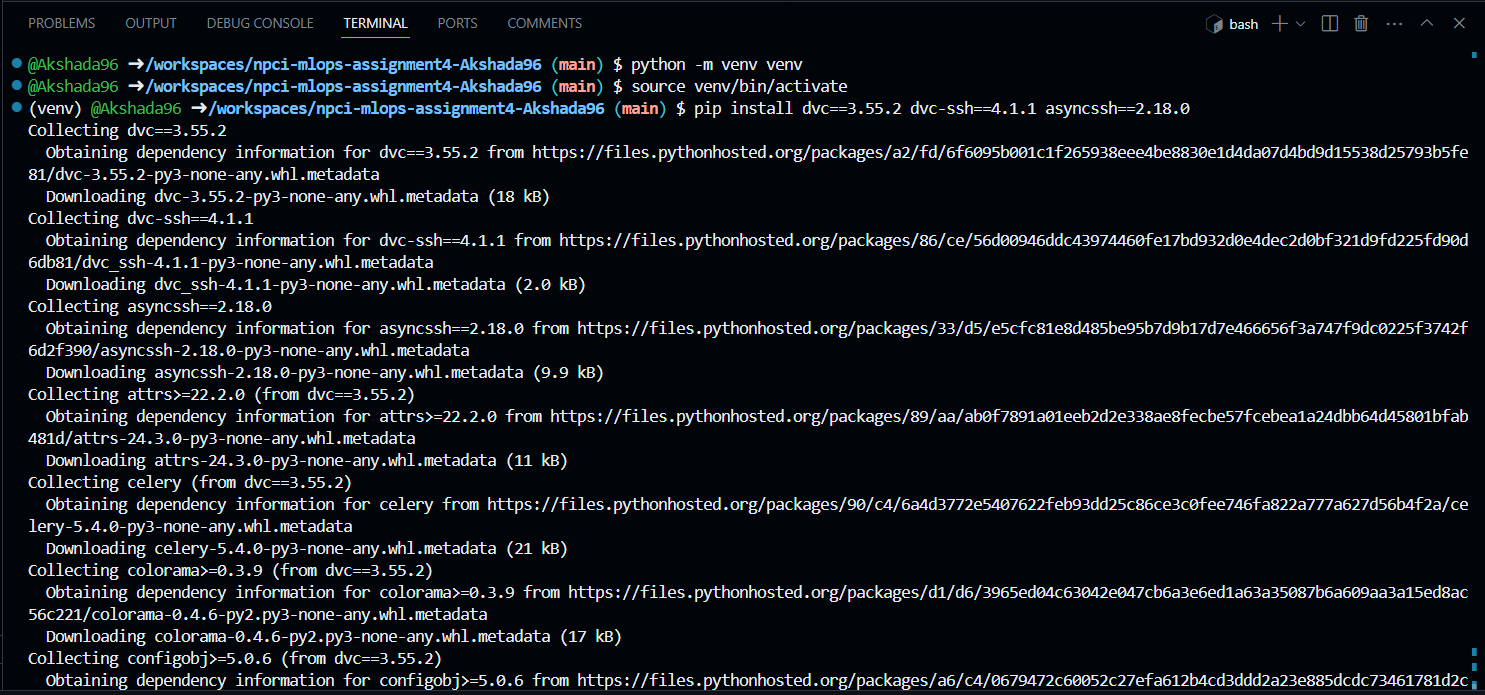 PROBLEMS OUTPUT DEBUG CONSOLE TERMINAL PORTS COMMENTS bash
@Akshada96 ➜/workspaces/npci-mlops-assignment4-Akshada96 (main) $ python -m venv venv
@Akshada96 ➜/workspaces/npci-mlops-assignment4-Akshada96 (main) $ source venv/bin/activate
(venv) @Akshada96 ➜/workspaces/npci-mlops-assignment4-Akshada96 (main) $ pip install dvc==3.55.2 dvc-ssh==4.1.1 asyncssh==2.18.0
Collecting dvc==3.55.2
Obtaining dependency information for dvc==3.55.2 from https://files.pythonhosted.org/packages/a2/fd/6f6095b001c1f265938eee4be8830e1d4da07d4bd9d15538d25793b5fe
81/dvc-3.55.2-py3-none-any.whl.metadata
Downloading dvc-3.55.2-py3-none-any.whl.metadata (18 kB)
Collecting dvc-ssh==4.1.1
Obtaining dependency information for dvc-ssh==4.1.1 from https://files.pythonhosted.org/packages/86/ce/56d00946ddc43974460fe17bd932d0e4dec2d0bf321d9fd225fd90d
6db81/dvc_ssh-4.1.1-py3-none-any.whl.metadata
Downloading dvc_ssh-4.1.1-py3-none-any.whl.metadata (2.0 kB)
Collecting asyncssh==2.18.0
Obtaining dependency information for asyncssh==2.18.0 from https://files.pythonhosted.org/packages/33/d5/e5cfc81e8d485be95b7d9b17d7e466656f3a747f9dc0225f3742f
6d2f390/asyncssh-2.18.0-py3-none-any.whl.metadata
Downloading asyncssh-2.18.0-py3-none-any.whl.metadata (9.9 kB)
Collecting attrs>=22.2.0 (from dvc==3.55.2)
Obtaining dependency information for attrs>=22.2.0 from https://files.pythonhosted.org/packages/89/aa/ab0f7891a01eeb2d2e338ae8fecbe57fcebea1a24dbb64d45801bfab
481d/attrs-24.3.0-py3-none-any.whl.metadata
Downloading attrs-24.3.0-py3-none-any.whl.metadata (11 kB)
Collecting celery (from dvc==3.55.2)
Obtaining dependency information for celery from https://files.pythonhosted.org/packages/90/c4/6a4d3772e5407622feb93dd25c86ce3c0fee746fa822a777a627d56b4f2a/ce
lery-5.4.0-py3-none-any.whl.metadata
Downloading celery-5.4.0-py3-none-any.whl.metadata (21 kB)
Collecting colorama>=0.3.9 (from dvc==3.55.2)
Obtaining dependency information for colorama>=0.3.9 from https://files.pythonhosted.org/packages/d1/d6/3965ed04c63042e047cb6a3e6ed1a63a35087b6a609aa3a15ed8ac
56c221/colorama-0.4.6-py2.py3-none-any.whl.metadata
Downloading colorama-0.4.6-py2.py3-none-any.whl.metadata (17 kB)
Collecting configobj>=5.0.6 (from dvc==3.55.2)
Obtaining dependency information for configobj>=5.0.6 from https://files.pythonhosted.org/packages/a6/c4/0679472c60052c27efa612b4cd3ddd2a23e885dcdc73461781d2c